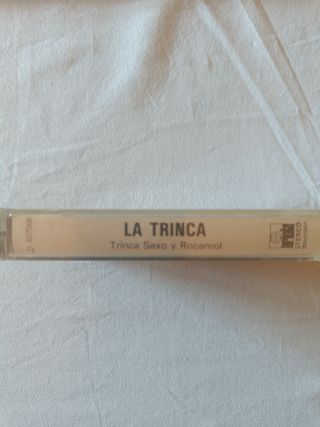 LA TRINCA
Trinca Sexo y Rocanrol
STEREO